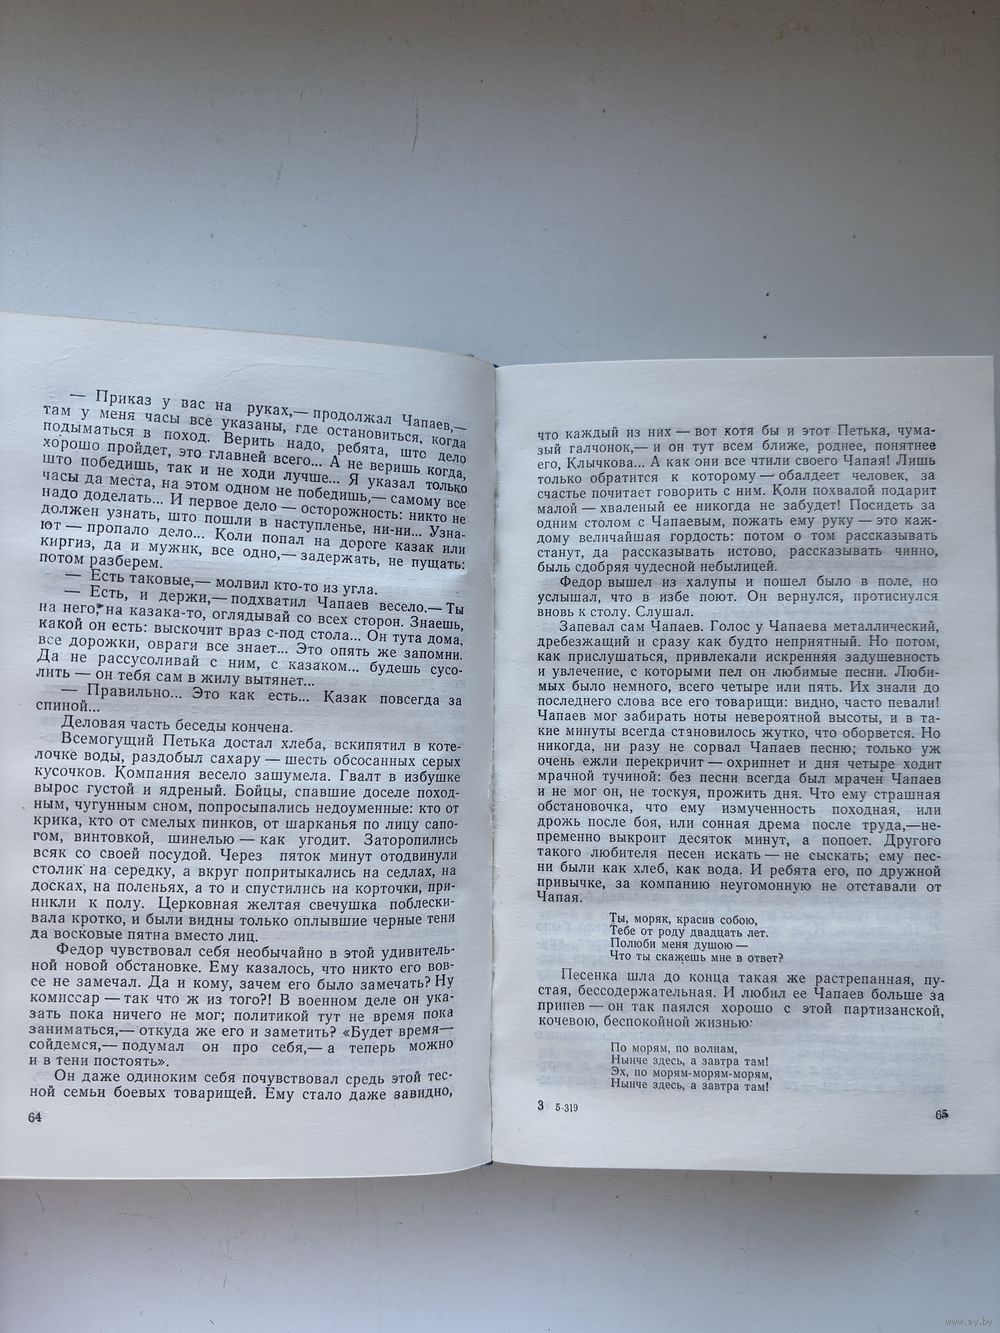 — Приказ у вас на руках,— продолжал Чапаев,—
там у меня часы все указаны, где остановиться, когда
подыматься в поход. Верить надо, ребята, што дело
хорошо пройдет, это главней всего... А не веришь когда,
што победишь, так и не ходи лучше... Я указал только
часы да места, на этом одном не победишь,— самому все
надо доделать... И первое дело — осторожность: никто не
должен узнать, што пошли в наступленье, ни-ни... Узна-
ют — пропало дело... Коли попал на дороге казак или
киргиз, да и мужик, все одно,— задержать, не пущать:
потом разберем.
— Есть таковые,— молвил кто-то из угла.
— Есть, и держи,— подхватил Чапаев весело.— Ты
на него, на казака-то, оглядывай со всех сторон. Знаешь,
какой он есть: выскочит враз с-под стола... Он тута дома,
все дорожки, овраги все знает... Это опять же запомни.
Да не рассусоливай с ним, с казаком... будешь сусо-
лить — он тебя сам в жилу вытянет...
— Правильно... Это как есть... Казак повсегда за
спиной...
Деловая часть беседы кончена.
Всемогущий Петька достал хлеба, вскипятил в коте-
лочке воды, раздобыл сахару — шесть обсосанных серых
кусочков. Компания весело зашумела. Гвалт в избушке
вырос густой и ядреный. Бойцы, спавшие доселе поход-
ным, чугунным сном, попросыпались недоуменные: кто от
крика, кто от смелых пинков, от шарканья по лицу сапо-
гом, винтовкой, шинелью — как угодит. Заторопились
всяк со своей посудой. Через пяток минут отодвинули
столик на середку, а вкруг попритыкались на седлах, на
досках, на поленьях, а то и спустились на корточки, при-
никли к полу. Церковная желтая свечушка поблески-
вала кротко, и были видны только оплывшие черные тени
да восковые пятна вместо лиц.
Федор чувствовал себя необычайно в этой удивитель-
ной новой обстановке. Ему казалось, что никто его вов-
се не замечал. Да и кому, зачем его было замечать? Ну
комиссар — так что ж из того?! В военном деле он ука-
зать пока ничего не мог; политикой тут не время пока
заниматься,— откуда же его и заметить? «Будет время—
сойдемся,— подумал он про себя,— а теперь можно
и в тени постоять».
Он даже одиноким себя почувствовал средь этой тес-
ной семьи боевых товарищей. Ему стало даже завидно,
64
что каждый из них — вот хотя бы и этот Петька, чума-
зый галчонок,— и он тут всем ближе, роднее, понятнее
его, Клычкова... А как они все чтили своего Чапая! Лишь
только обратится к которому — обалдеет человек, за
счастье почитает говорить с ним. Коли похвалой подарит
малой — хваленый ее никогда не забудет! Посидеть за
одним столом с Чапаевым, пожать ему руку — это каж-
дому величайшая гордость: потом о том рассказывать
станут, да рассказывать истово, рассказывать чинно,
быль сдобряя чудесной небылицей.
Федор вышел из халупы и пошел было в поле, но
услышал, что в избе поют. Он вернулся, протиснулся
вновь к столу. Слушал.
Запевал сам Чапаев. Голос у Чапаева металлический,
дребезжащий и сразу как будто неприятный. Но потом,
как прислушаться, привлекали искренняя задушевность
и увлечение, с которыми пел он любимые песни. Люби-
мых было немного, всего четыре или пять. Их знали до
последнего слова все его товарищи: видно, часто певали!
Чапаев мог забирать ноты невероятной высоты, и в та-
кие минуты всегда становилось жутко, что оборвется. Но
никогда, ни разу не сорвал Чапаев песню; только уж
очень ежли перекричит — охрипнет и дня четыре ходит
мрачной тучиной: без песни всегда был мрачен Чапаев
и не мог он, не тоскуя, прожить дня. Что ему страшная
обстановочка, что ему измученность походная, или
дрожь после боя, или сонная дрема после труда,—не-
пременно выкроит десяток минут, а попоет. Другого
такого любителя песен искать — не сыскать; ему пес-
ни были как хлеб, как вода. И ребята его, по дружной
привычке, за компанию неугомонную не отставали от
Чапая.
Ты, моряк, красив собою,
Тебе от роду двадцать лет.
Полюби меня душою —
Что ты скажешь мне в ответ?
Песенка шла до конца такая же растрепанная, пу-
стая, бессодержательная. И любил ее Чапаев больше за
припев — он так паялся хорошо с этой партизанской,
кочевою, беспокойной жизнью:
По морям, по волнам,
Нынче здесь, а завтра там!
Эх, по морям-морям-морям,
Нынче здесь, а завтра там!
3 5-319
65
www.ay.by